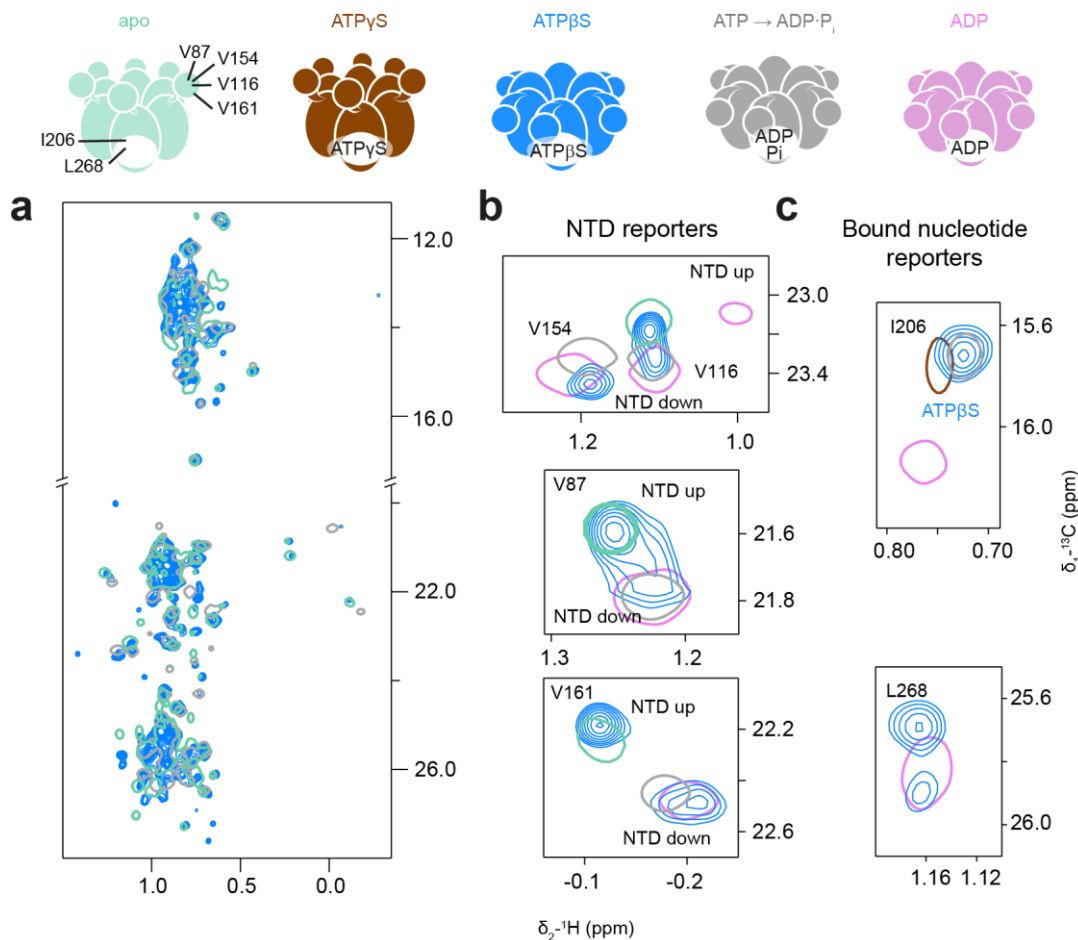 apo
ATPγS
ATPβS
ATP → ADP·Pi
ADP
V87
V154
V116
V161
I206
L268
ATPγS
ATPβS
ADP
Pi
ADP
a
12.0
16.0
22.0
26.0
1.0
0.5
0.0
b
NTD reporters
NTD up
V154
V116
NTD down
23.0
23.4
1.2
1.0
V87
NTD up
NTD down
21.6
21.8
1.3
1.2
V161
NTD up
NTD down
22.2
22.6
-0.1
-0.2
δ₂-¹H (ppm)
c
Bound nucleotide
reporters
I206
ATPβS
15.6
16.0
0.80
0.70
δ₁-¹³C (ppm)
L268
25.6
26.0
1.16
1.12